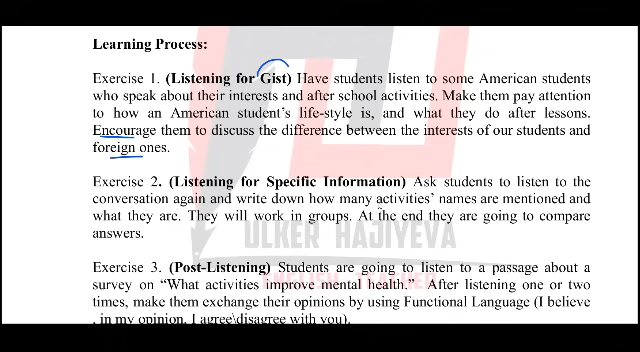 Learning Process:
Exercise 1. (Listening for Gist) Have students listen to some American students
who speak about their interests and after school activities. Make them pay attention
to how an American student's life-style is, and what they do after lessons.
Encourage them to discuss the difference between the interests of our students and
foreign ones.
Exercise 2. (Listening for Specific Information) Ask students to listen to the
conversation again and write down how many activities' names are mentioned and
what they are. They will work in groups. At the end they are going to compare
answers.
ULKER HAJIYEVA
Exercise 3. (Post-Listening) Students are going to listen to a passage about a
ENGLISH TEACHER
survey on “What activities improve mental health.” After listening one or two
times, make them exchange their opinions by using Functional Language (I believe
, in my opinion, I agree\disagree with you).